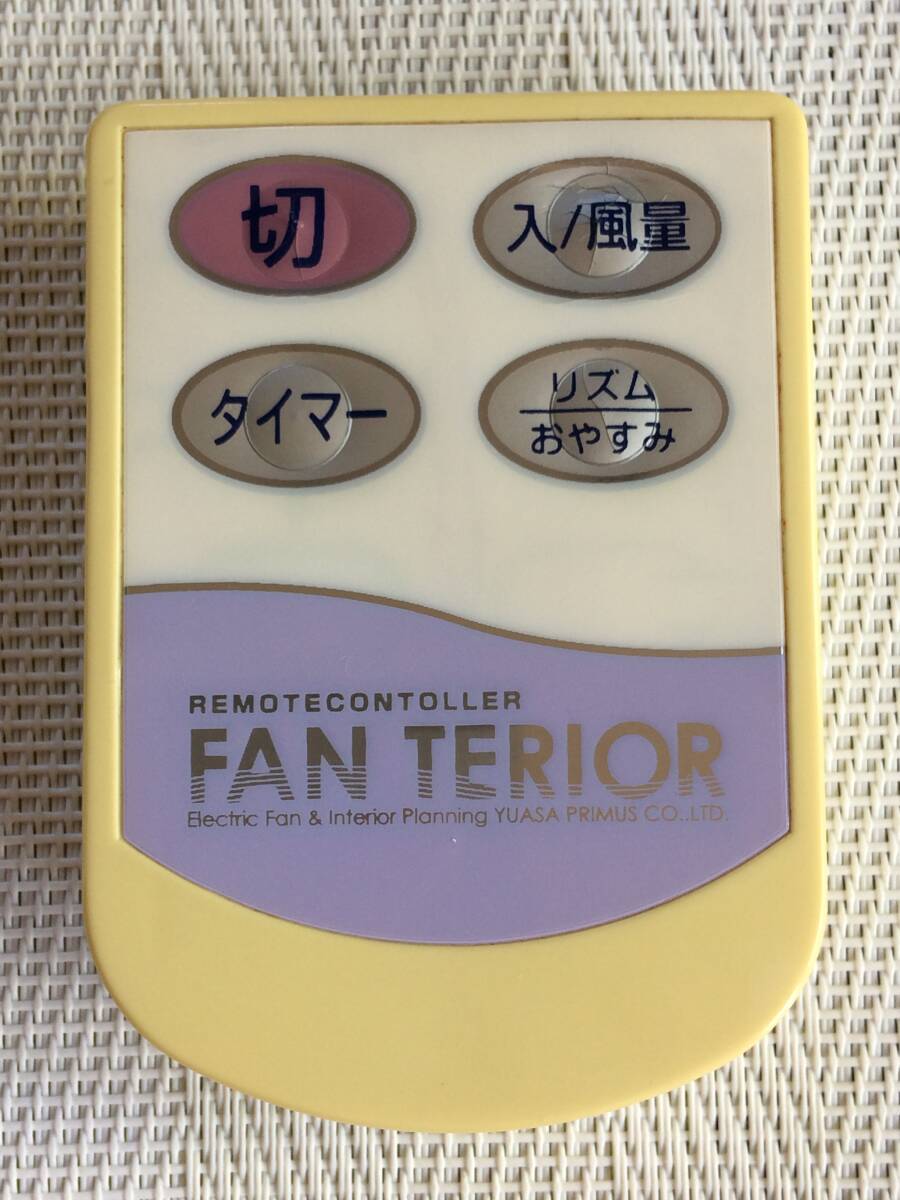 切
入/風量
タイマー
リズム
おやすみ
REMOTECONTOLLER
FAN TERIOR
Electric Fan & Interior Planning YUASA PRIMUS CO.,LTD.